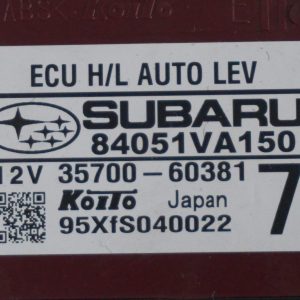 ECU H/L AUTO LEV
SUBARU
84051VA150
12V 35700-60381
KOITO Japan 7
95XfS040022